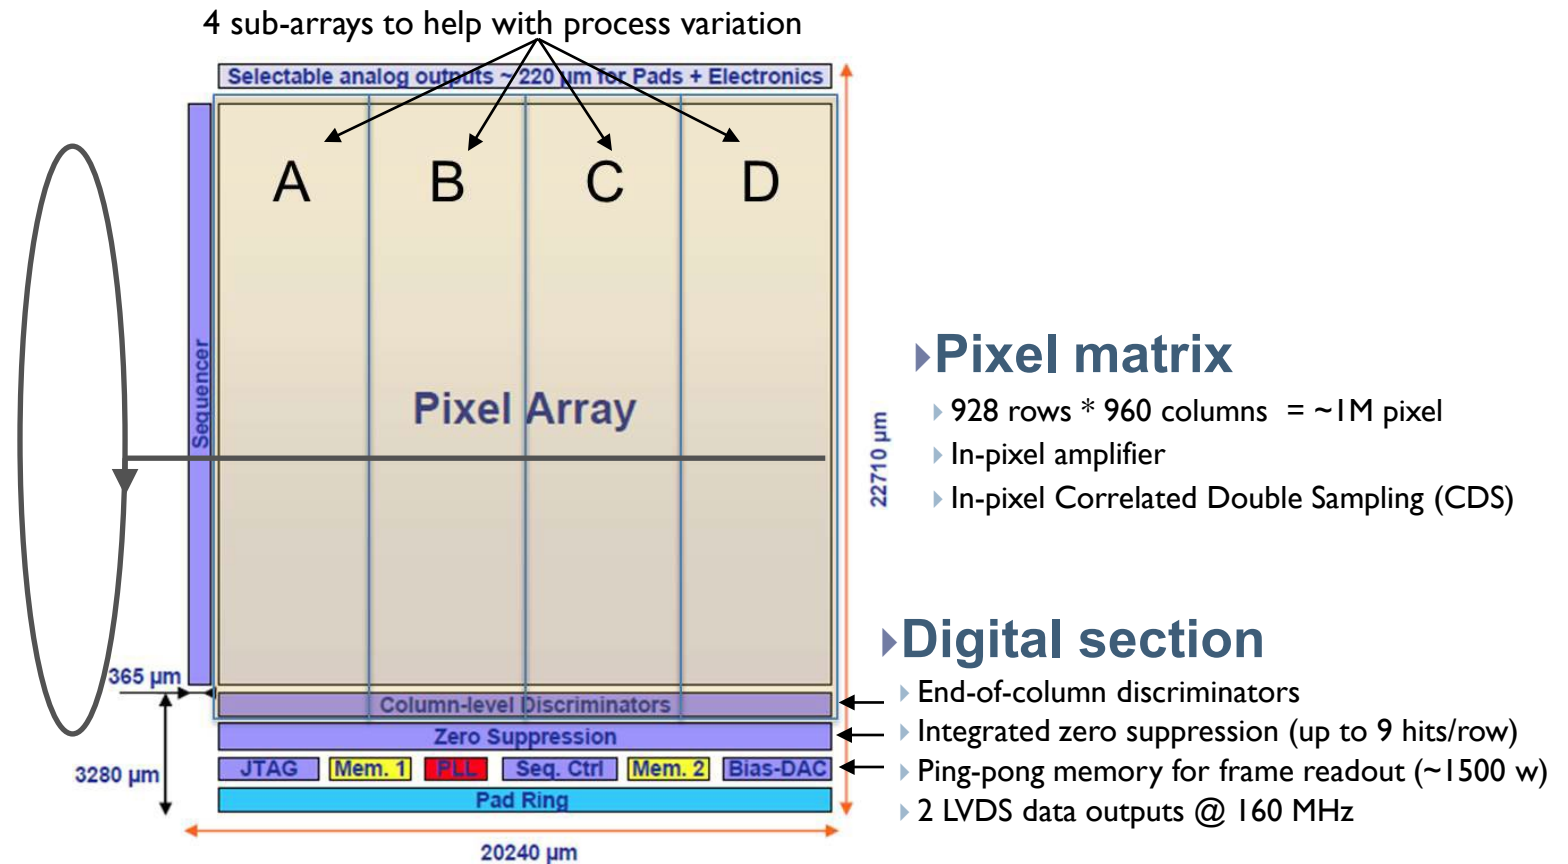 4 sub-arrays to help with process variation
Selectable analog outputs ~ 220 µm for Pads + Electronics
A B C D
Sequencer
Pixel Array
22710 µm
365 µm
Column-level Discriminators
Zero Suppression
3280 µm
JTAG Mem. 1 PLL Seq. Ctrl Mem. 2 Bias-DAC
Pad Ring
20240 µm
Pixel matrix
928 rows * 960 columns = ~1M pixel
In-pixel amplifier
In-pixel Correlated Double Sampling (CDS)
Digital section
End-of-column discriminators
Integrated zero suppression (up to 9 hits/row)
Ping-pong memory for frame readout (~1500 w)
2 LVDS data outputs @ 160 MHz